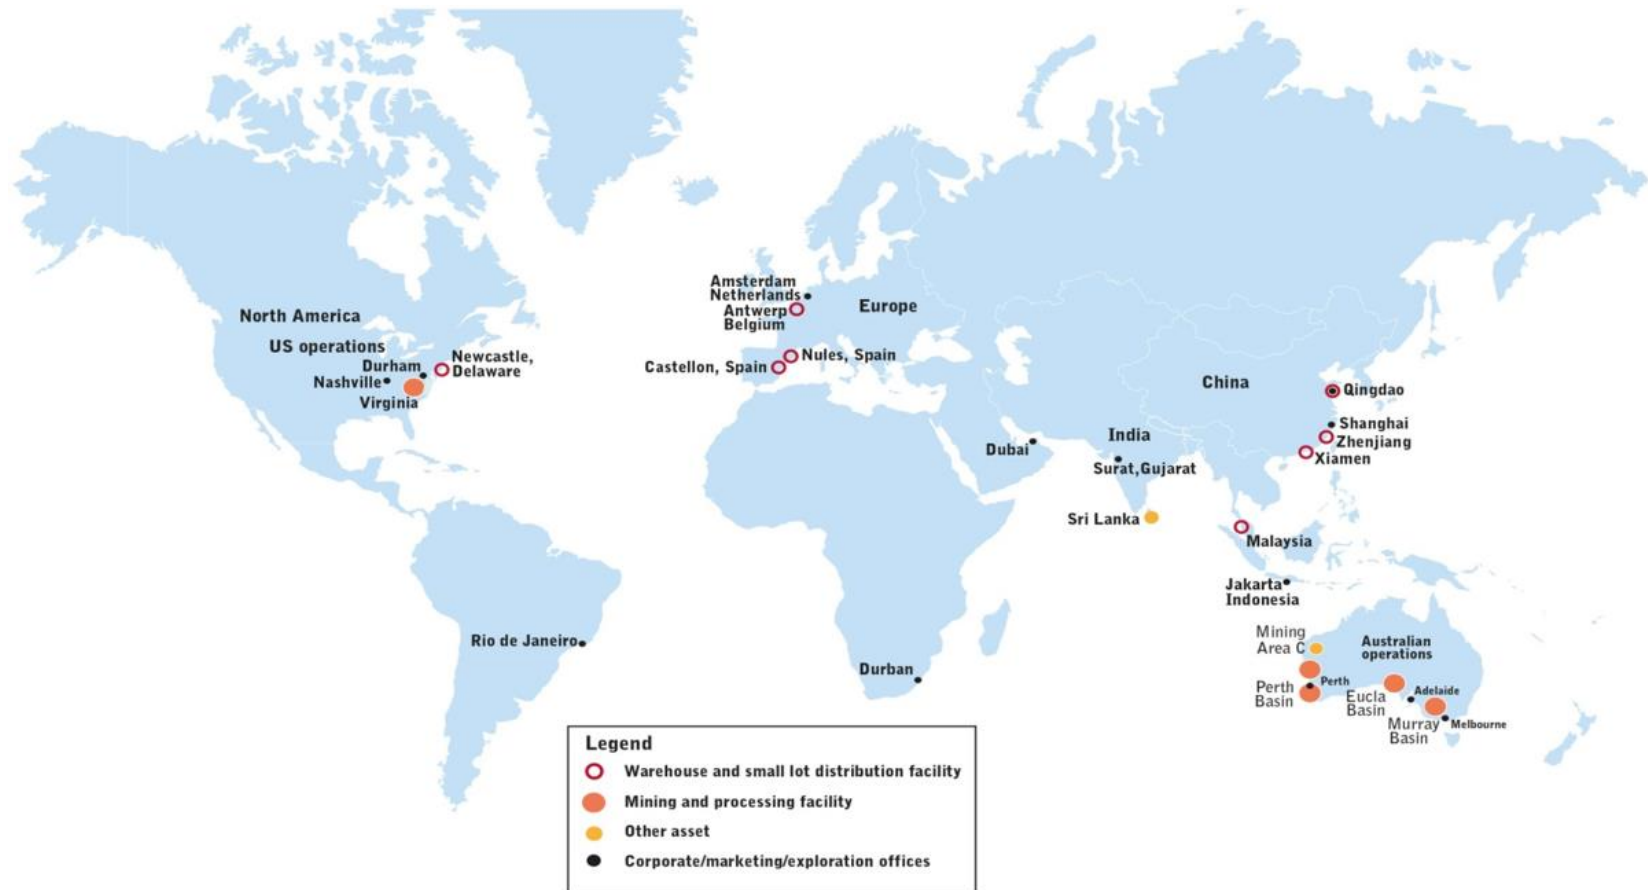 North America
US operations
Durham
Nashville
Virginia
Newcastle,
Delaware
Amsterdam
Netherlands
Antwerp
Belgium
Europe
Nules, Spain
Castellon, Spain
China
Qingdao
Shanghai
Zhenjiang
Xiamen
India
Dubai
Surat,Gujarat
Sri Lanka
Malaysia
Jakarta
Indonesia
Rio de Janeiro
Durban
Mining
Area C
Australian
operations
Perth
Basin
Perth
Eucla
Basin
Adelaide
Murray
Basin
Melbourne
Legend
Warehouse and small lot distribution facility
Mining and processing facility
Other asset
Corporate/marketing/exploration offices